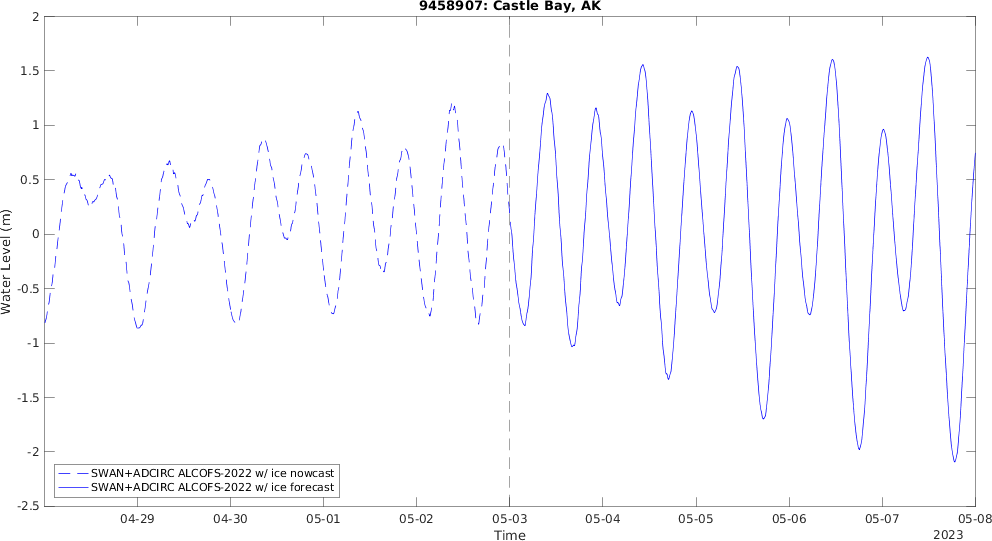 9458907: Castle Bay, AK
2
1.5
1
0.5
0
-0.5
-1
-1.5
-2
-2.5
Water Level (m)
SWAN+ADCIRC ALCOFS-2022 w/ ice nowcast
SWAN+ADCIRC ALCOFS-2022 w/ ice forecast
04-29 04-30 05-01 05-02 05-03 05-04 05-05 05-06 05-07 05-08
Time
2023